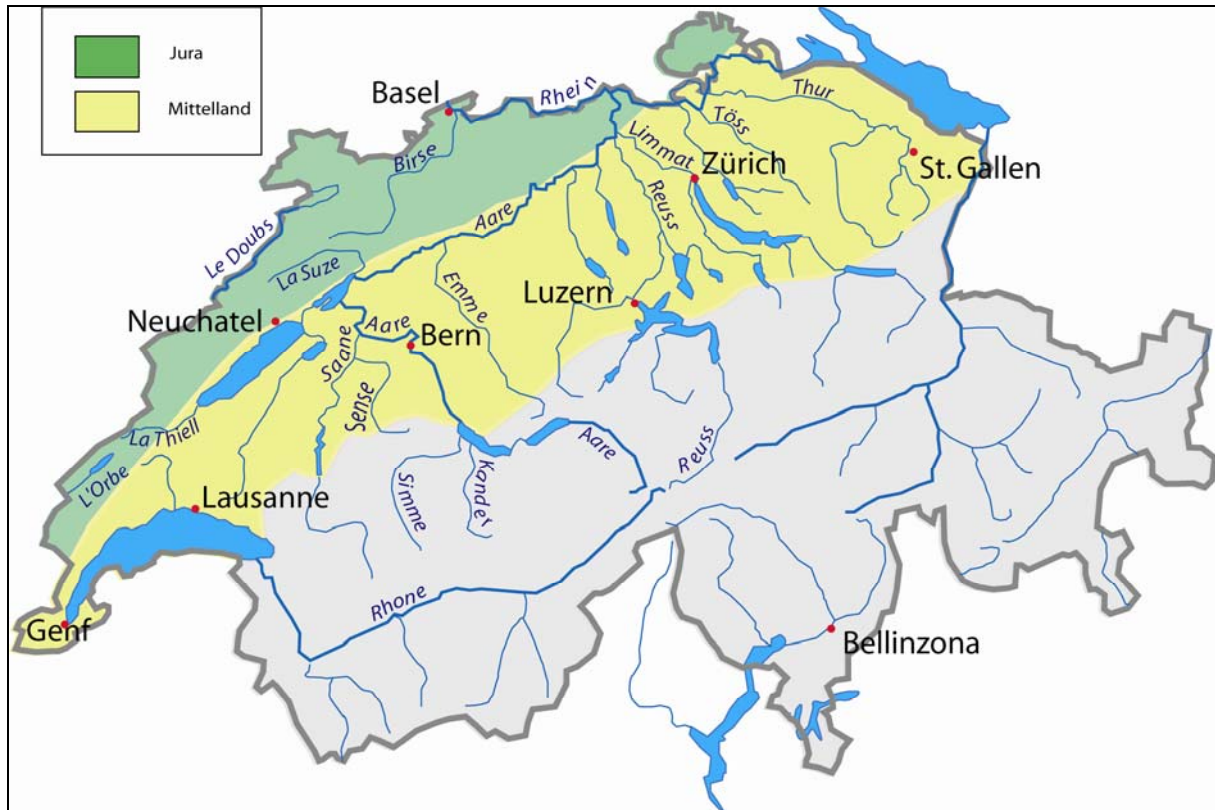 Jura
Mittelland
Basel
Rhein
Thur
Töss
Limmat
Zürich
St. Gallen
Birse
Aare
Reuss
Le Doubs
La Suze
Emme
Luzern
Neuchatel
Aare
Bern
Saane
Sense
La Thiell
Aare
Reuss
L'Orbe
Lausanne
Simme
Kander
Rhone
Genf
Bellinzona